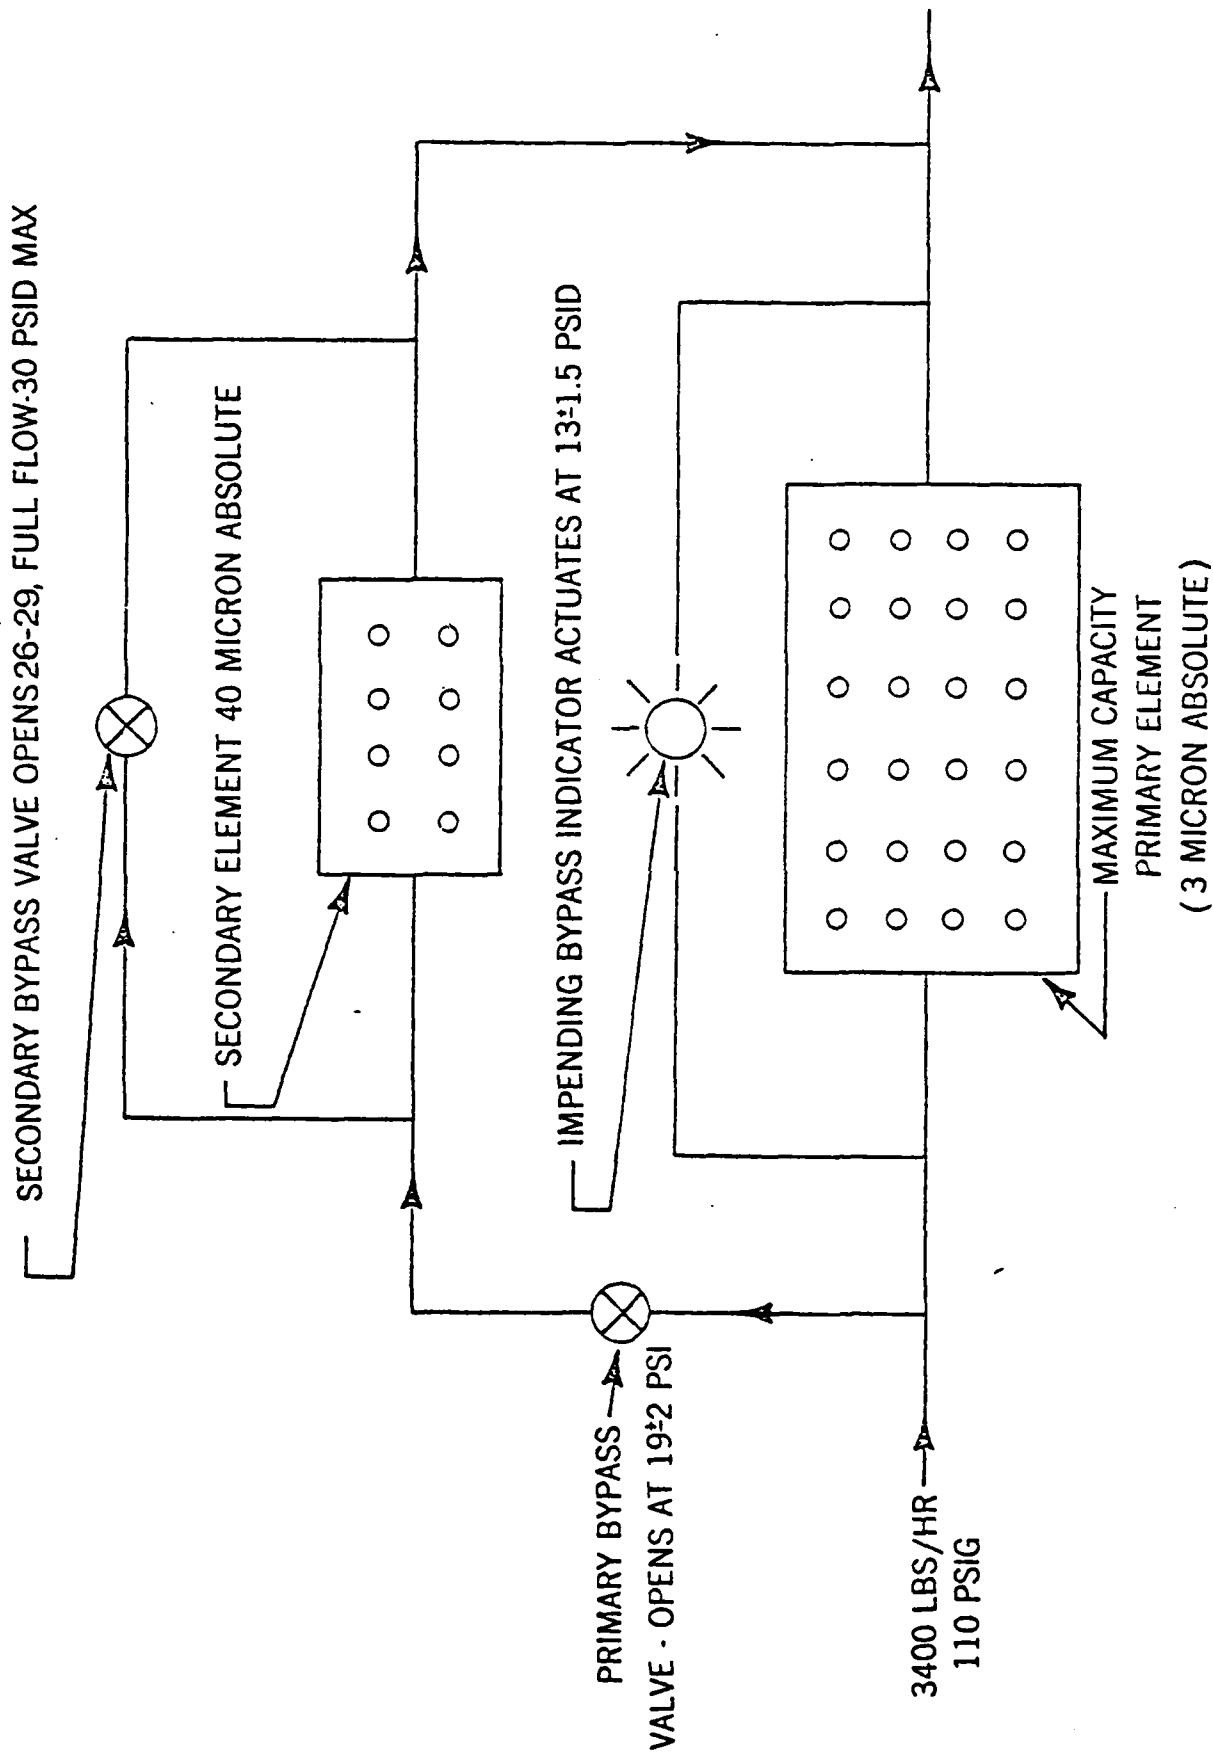 SECONDARY BYPASS VALVE OPENS 26-29, FULL FLOW-30 PSID MAX
SECONDARY ELEMENT 40 MICRON ABSOLUTE
IMPENDING BYPASS INDICATOR ACTUATES AT 13±1.5 PSID
PRIMARY BYPASS
VALVE - OPENS AT 19±2 PSI
3400 LBS/HR
110 PSIG
MAXIMUM CAPACITY
PRIMARY ELEMENT
(3 MICRON ABSOLUTE)